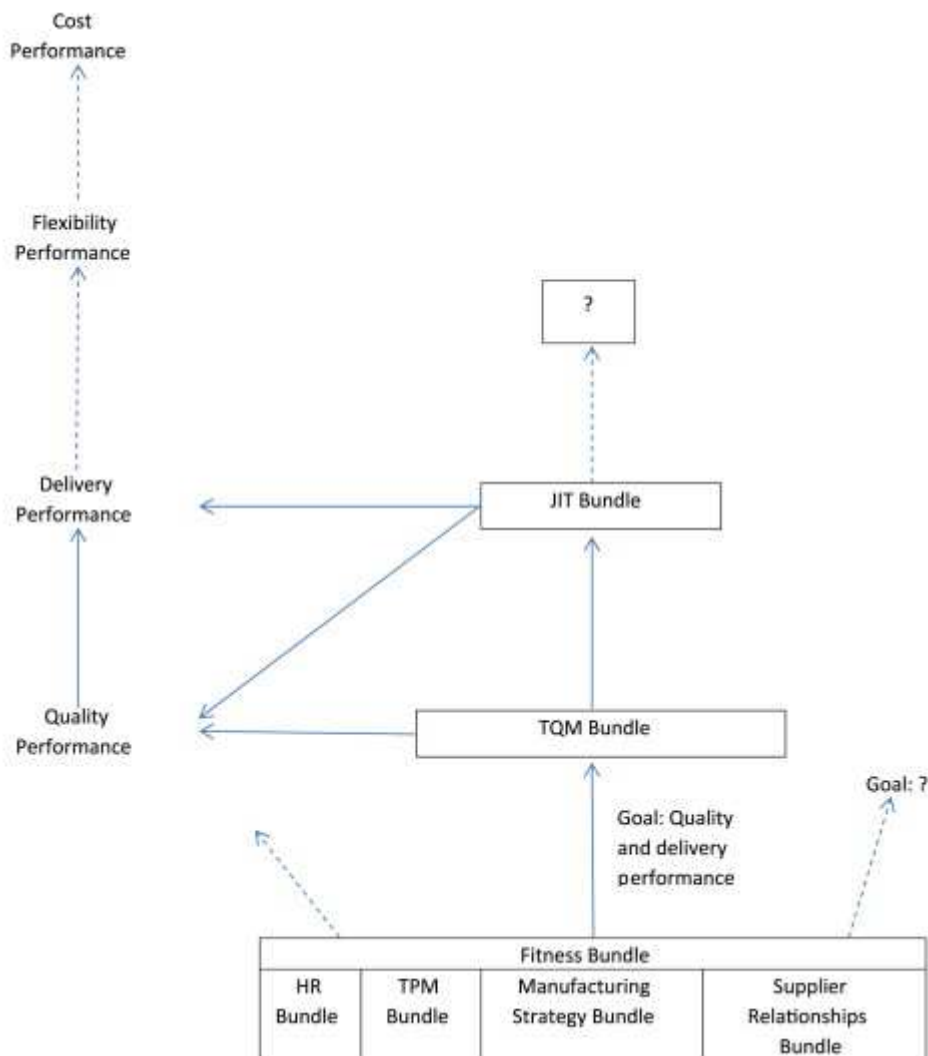 Cost
Performance
Flexibility
Performance
?
Delivery
Performance
JIT Bundle
Quality
Performance
TQM Bundle
Goal: ?
Goal: Quality
and delivery
performance
Fitness Bundle
HR
Bundle
TPM
Bundle
Manufacturing
Strategy Bundle
Supplier
Relationships
Bundle